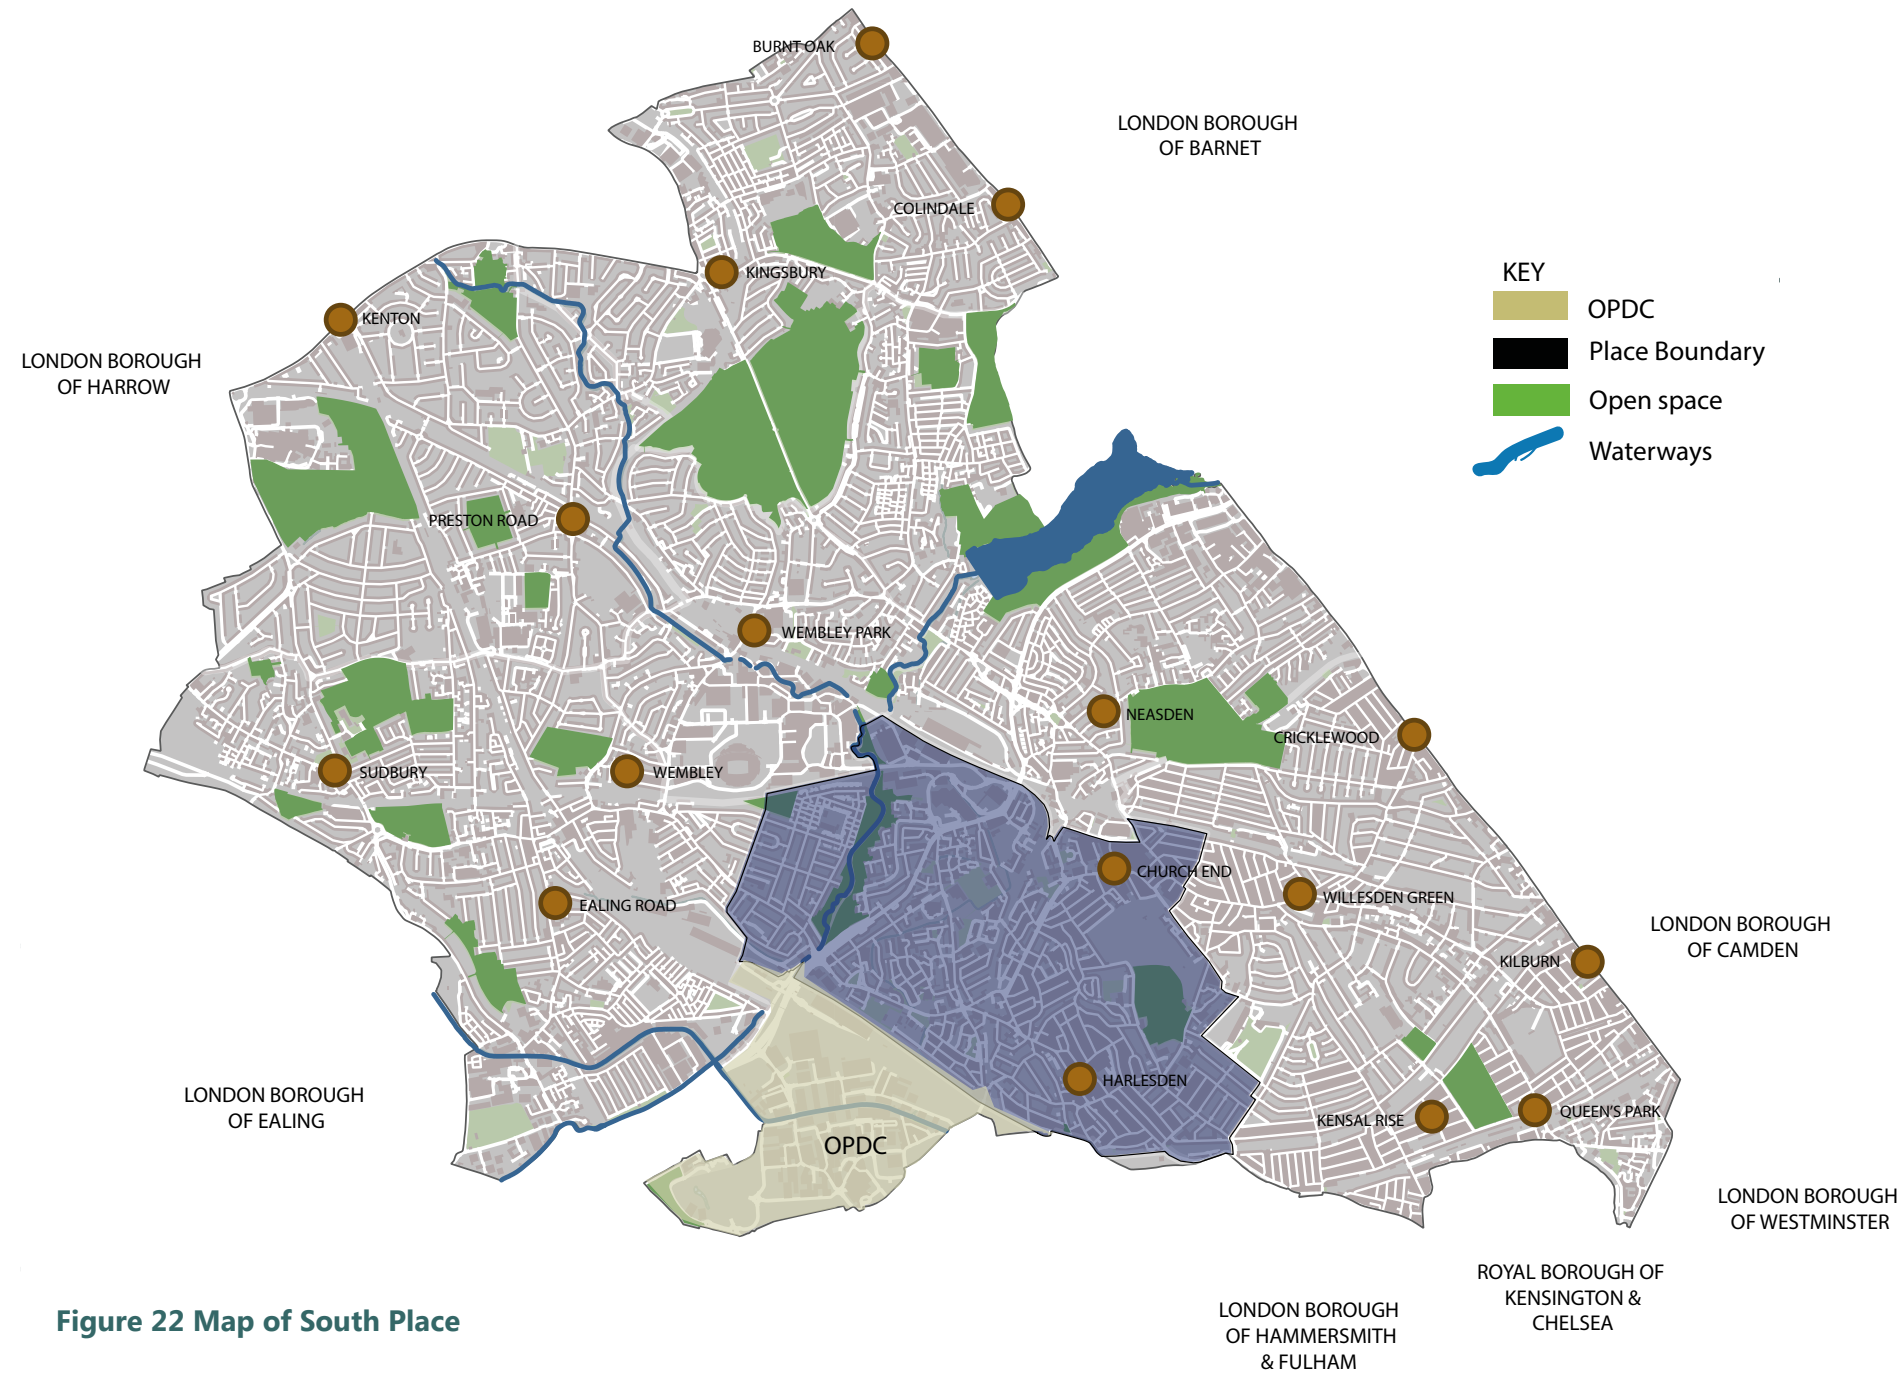 BURNT OAK
LONDON BOROUGH
OF BARNET
COLINDALE
KINGSBURY
KENTON
LONDON BOROUGH
OF HARROW
KEY
OPDC
Place Boundary
Open space
Waterways
PRESTON ROAD
WEMBLEY PARK
NEASDEN
CRICKLEWOOD
SUDBURY
WEMBLEY
CHURCH END
WILLESDEN GREEN
EALING ROAD
LONDON BOROUGH
OF CAMDEN
KILBURN
HARLESDEN
KENSAL RISE
QUEEN'S PARK
LONDON BOROUGH
OF EALING
OPDC
LONDON BOROUGH
OF WESTMINSTER
ROYAL BOROUGH OF
KENSINGTON &
CHELSEA
LONDON BOROUGH
OF HAMMERSMITH
& FULHAM
Figure 22 Map of South Place